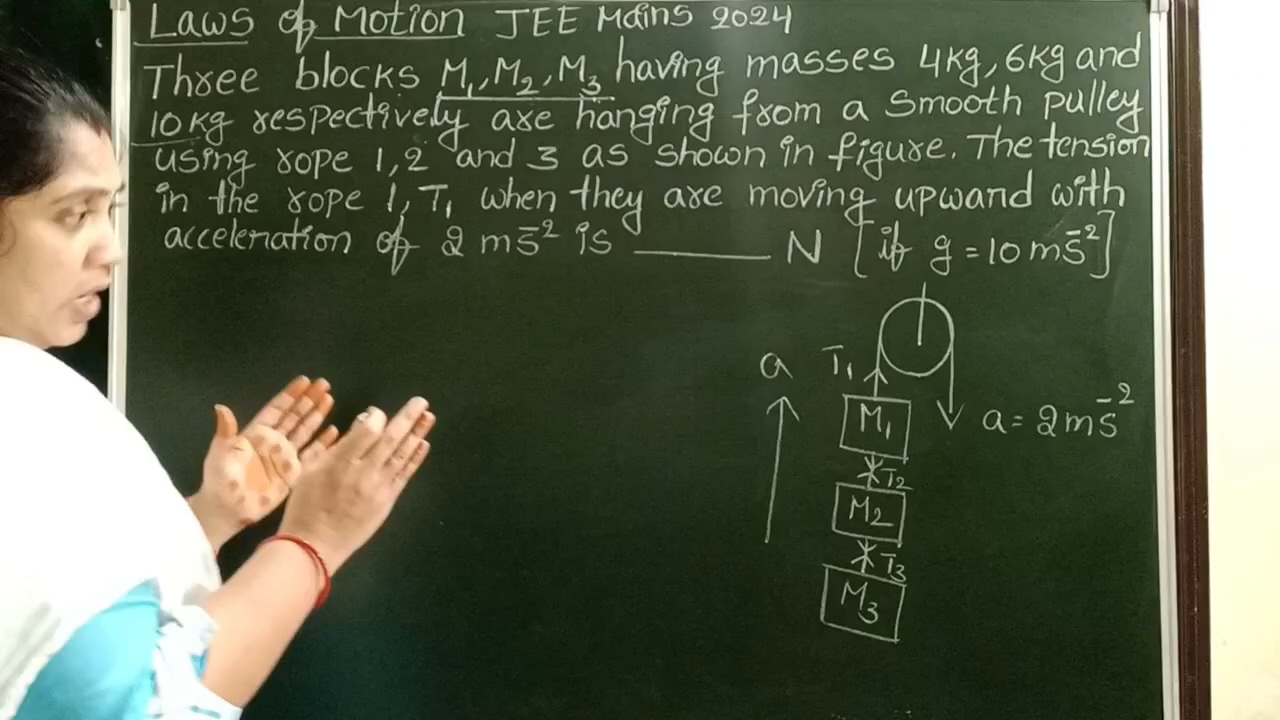 Laws of Motion JEE Mains 2024
Three blocks M₁, M₂, M₃ having masses 4kg, 6kg and
10kg respectively are hanging from a smooth pulley
using rope 1, 2 and 3 as shown in figure. The tension
in the rope 1, T₁ when they are moving upward with
acceleration of 2 ms⁻² is ______ N [if g = 10 ms⁻²]
a
T₁
M₁
a = 2 ms⁻²
T₂
M₂
T₃
M₃